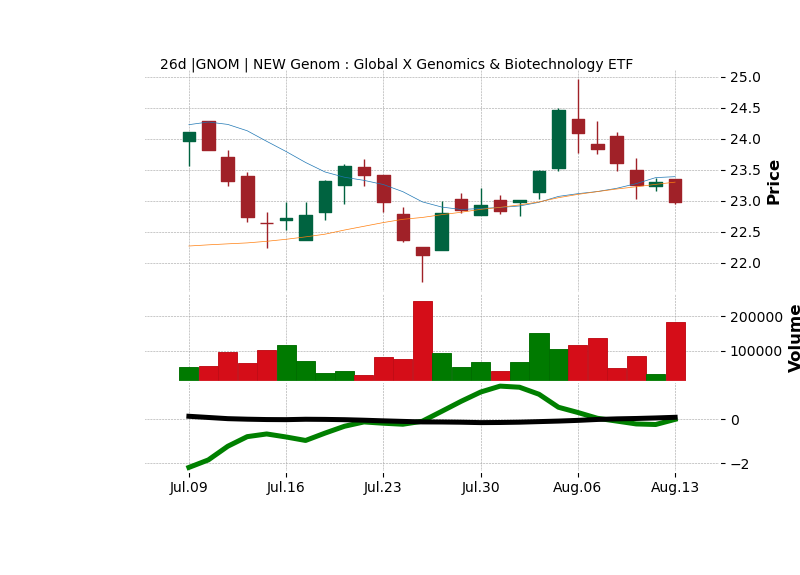 26d |GNOM | NEW Genom : Global X Genomics & Biotechnology ETF
25.0
24.5
24.0
23.5
23.0
22.5
22.0
Price
200000
100000
Volume
0
−2
Jul.09
Jul.16
Jul.23
Jul.30
Aug.06
Aug.13